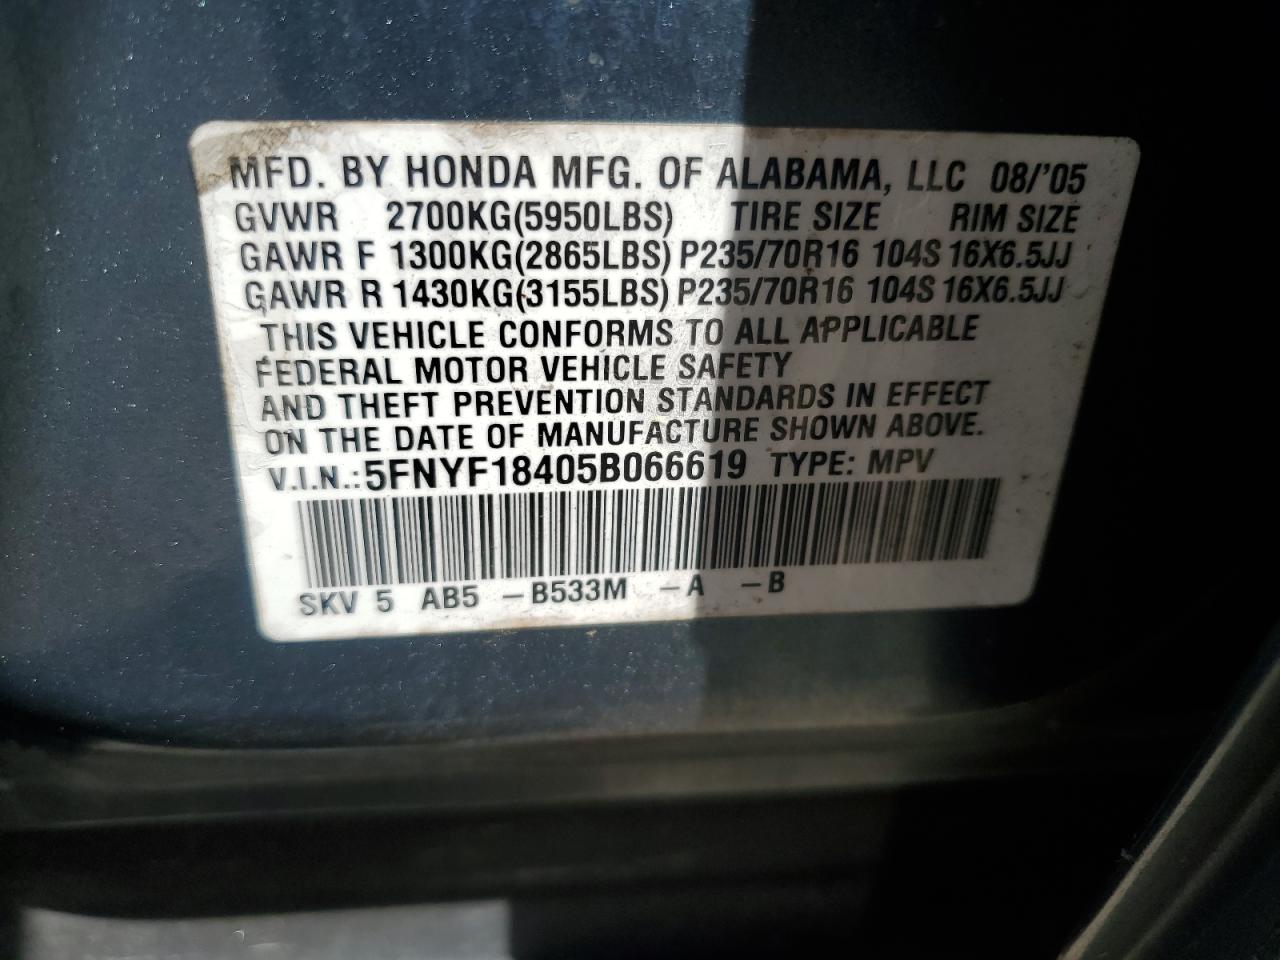 MFD. BY HONDA MFG. OF ALABAMA, LLC 08/'05
GVWR 2700KG(5950LBS) TIRE SIZE RIM SIZE
GAWR F 1300KG(2865LBS) P235/70R16 104S 16X6.5JJ
GAWR R 1430KG(3155LBS) P235/70R16 104S 16X6.5JJ
THIS VEHICLE CONFORMS TO ALL APPLICABLE
FEDERAL MOTOR VEHICLE SAFETY
AND THEFT PREVENTION STANDARDS IN EFFECT
ON THE DATE OF MANUFACTURE SHOWN ABOVE.
V.I.N.:5FNYF18405B066619 TYPE: MPV
SKV 5 AB5 -B533M -A -B